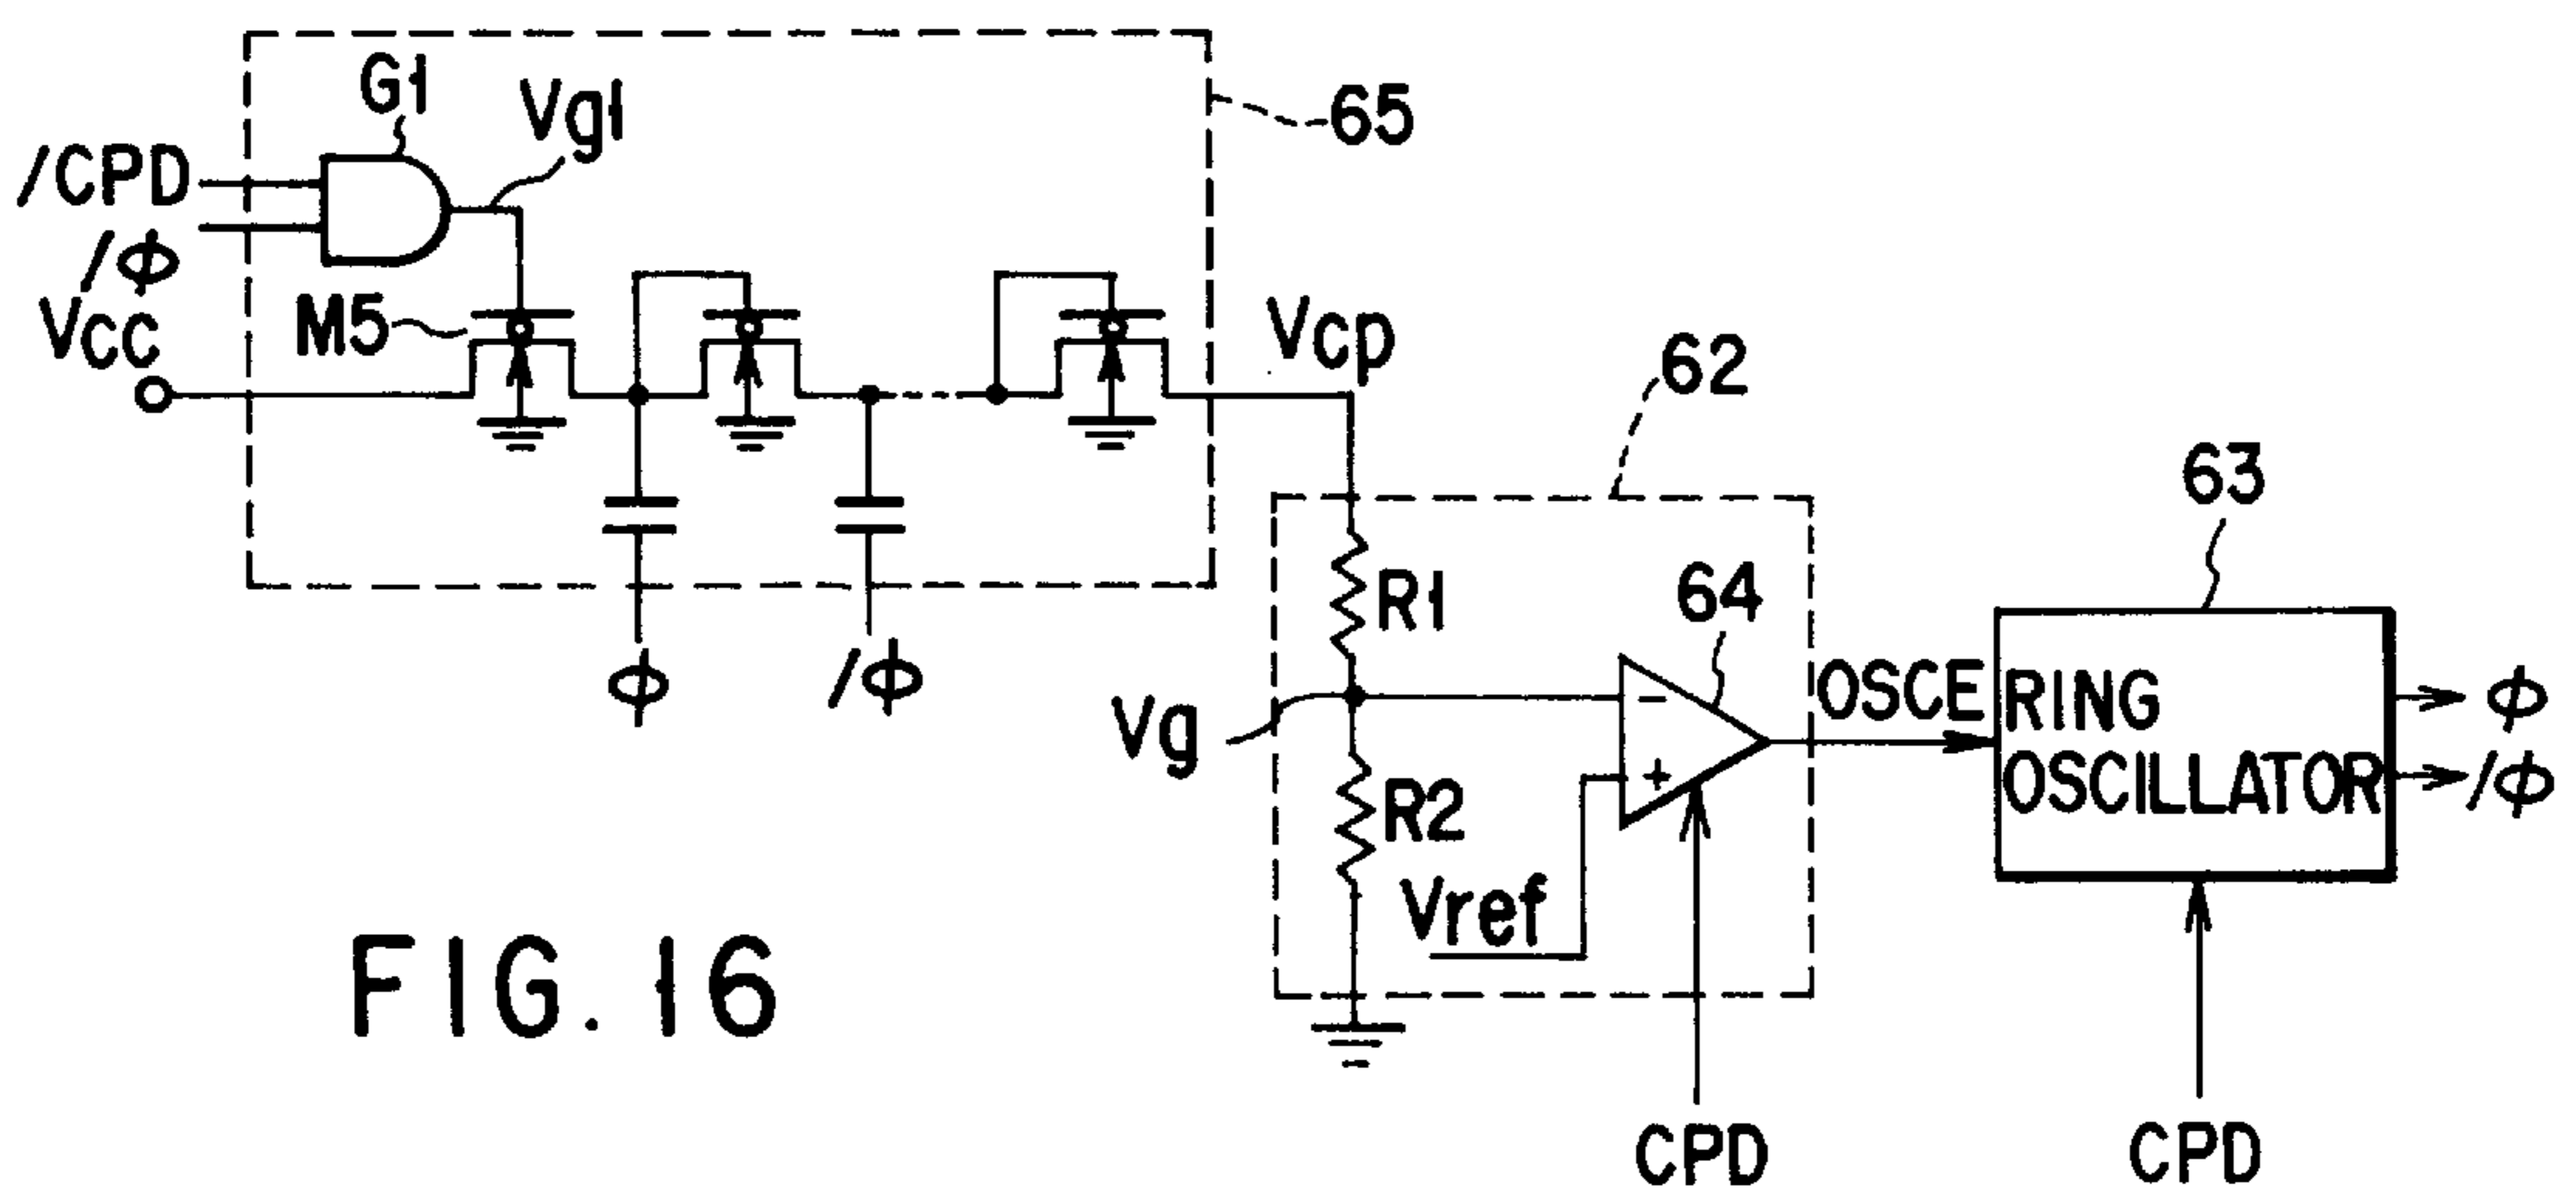 G1
Vg1
65
/CPD
/φ
VCC
M5
Vcp
62
63
R1
64
φ
/φ
Vg
OSCE
RING
OSCILLATOR
φ
/φ
-
+
R2
Vref
FIG. 16
CPD
CPD